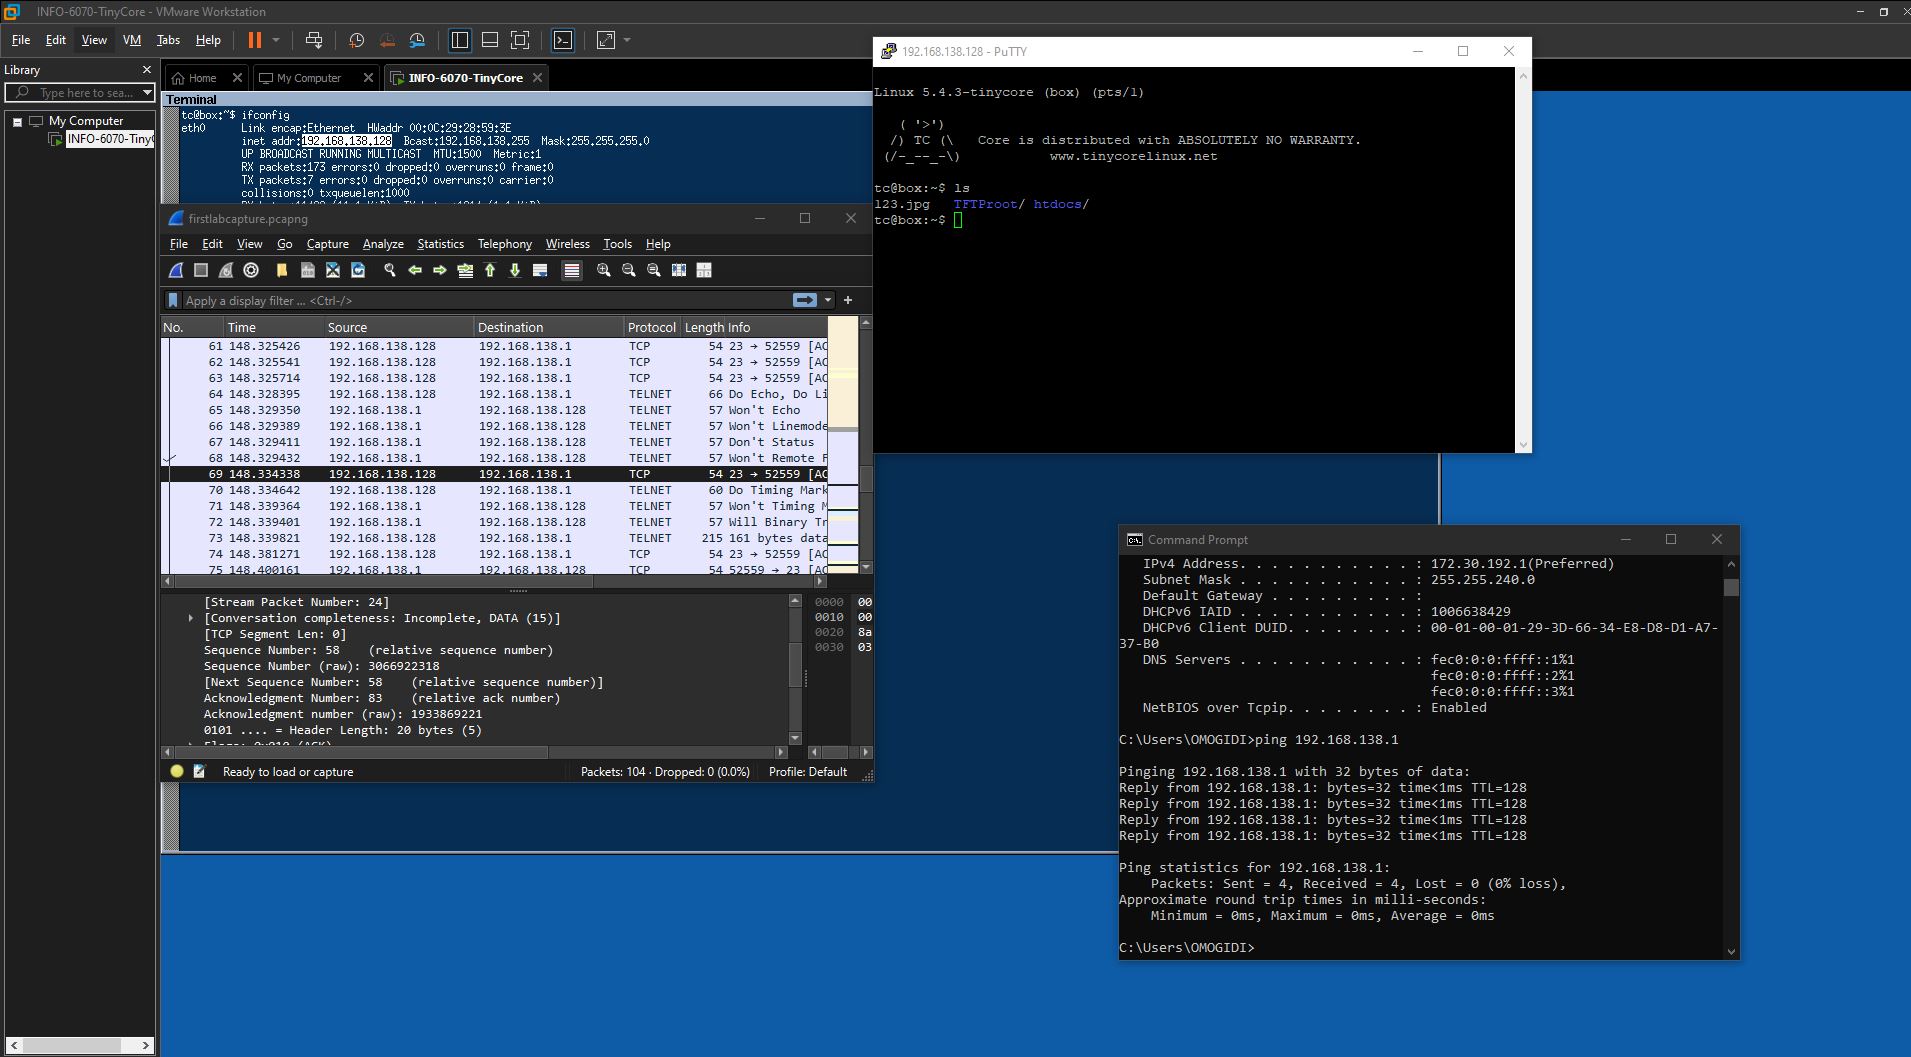 INFO-6070-TinyCore - VMware Workstation
File Edit View VM Tabs Help
Library
Type here to sea...
My Computer
INFO-6070-Tiny
Home
My Computer
INFO-6070-TinyCore
Terminal
tc@box:~$ ifconfig
eth0 Link encap:Ethernet HWaddr 00:0C:29:28:59:3E
inet addr:192.168.138.128 Bcast:192.168.138.255 Mask:255.255.255.0
UP BROADCAST RUNNING MULTICAST MTU:1500 Metric:1
RX packets:173 errors:0 dropped:0 overruns:0 frame:0
TX packets:7 errors:0 dropped:0 overruns:0 carrier:0
collisions:0 txqueuelen:1000
firstlabcapture.pcapng
File Edit View Go Capture Analyze Statistics Telephony Wireless Tools Help
Apply a display filter ... <Ctrl-/>
No. Time Source Destination Protocol Length Info
61 148.325426 192.168.138.128 192.168.138.1 TCP 54 23 → 52559 [AC
62 148.325541 192.168.138.128 192.168.138.1 TCP 54 23 → 52559 [AC
63 148.325714 192.168.138.128 192.168.138.1 TCP 54 23 → 52559 [AC
64 148.328395 192.168.138.128 192.168.138.1 TELNET 66 Do Echo, Do Li
65 148.329350 192.168.138.1 192.168.138.128 TELNET 57 Won't Echo
66 148.329389 192.168.138.1 192.168.138.128 TELNET 57 Won't Linemode
67 148.329411 192.168.138.1 192.168.138.128 TELNET 57 Don't Status
68 148.329432 192.168.138.1 192.168.138.128 TELNET 57 Won't Remote F
69 148.334338 192.168.138.128 192.168.138.1 TCP 54 23 → 52559 [AC
70 148.334642 192.168.138.128 192.168.138.1 TELNET 60 Do Timing Mark
71 148.339364 192.168.138.1 192.168.138.128 TELNET 57 Won't Timing M
72 148.339401 192.168.138.1 192.168.138.128 TELNET 57 Will Binary Tr
73 148.339821 192.168.138.128 192.168.138.1 TELNET 215 161 bytes data
74 148.381271 192.168.138.128 192.168.138.1 TCP 54 23 → 52559 [AC
75 148.400161 192.168.138.1 192.168.138.128 TCP 54 52559 → 23 [AC
[Stream Packet Number: 24]
[Conversation completeness: Incomplete, DATA (15)]
[TCP Segment Len: 0]
Sequence Number: 58 (relative sequence number)
Sequence Number (raw): 3066922318
[Next Sequence Number: 58 (relative sequence number)]
Acknowledgment Number: 83 (relative ack number)
Acknowledgment number (raw): 1933869221
0101 .... = Header Length: 20 bytes (5)
0000 00
0010 00
0020 8a
0030 03
Ready to load or capture
Packets: 104 · Dropped: 0 (0.0%)
Profile: Default
192.168.138.128 - PuTTY
Linux 5.4.3-tinycore (box) (pts/1)
( '>')
/) TC (\ Core is distributed with ABSOLUTELY NO WARRANTY.
(/-_--_-\) www.tinycorelinux.net
tc@box:~$ ls
123.jpg TFTProot/ htdocs/
tc@box:~$
Command Prompt
IPv4 Address. . . . . . . . . . . : 172.30.192.1(Preferred)
Subnet Mask . . . . . . . . . . . : 255.255.240.0
Default Gateway . . . . . . . . . :
DHCPv6 IAID . . . . . . . . . . . : 1006638429
DHCPv6 Client DUID. . . . . . . . : 00-01-00-01-29-3D-66-34-E8-D8-D1-A7-
37-B0
DNS Servers . . . . . . . . . . . : fec0:0:0:ffff::1%1
fec0:0:0:ffff::2%1
fec0:0:0:ffff::3%1
NetBIOS over Tcpip. . . . . . . . : Enabled
C:\Users\OMOGIDI>ping 192.168.138.1
Pinging 192.168.138.1 with 32 bytes of data:
Reply from 192.168.138.1: bytes=32 time<1ms TTL=128
Reply from 192.168.138.1: bytes=32 time<1ms TTL=128
Reply from 192.168.138.1: bytes=32 time<1ms TTL=128
Reply from 192.168.138.1: bytes=32 time<1ms TTL=128
Ping statistics for 192.168.138.1:
Packets: Sent = 4, Received = 4, Lost = 0 (0% loss),
Approximate round trip times in milli-seconds:
Minimum = 0ms, Maximum = 0ms, Average = 0ms
C:\Users\OMOGIDI>